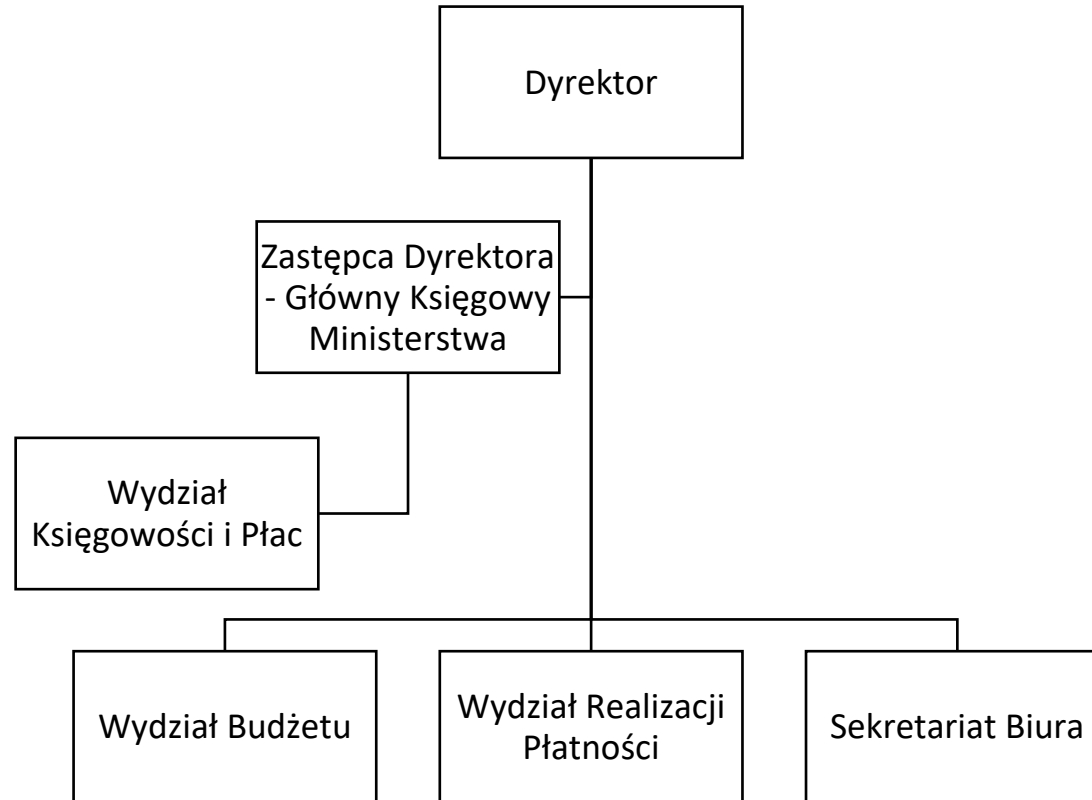 Dyrektor
Zastępca Dyrektora
- Główny Księgowy
Ministerstwa
Wydział
Księgowości i Płac
Wydział Budżetu
Wydział Realizacji
Płatności
Sekretariat Biura